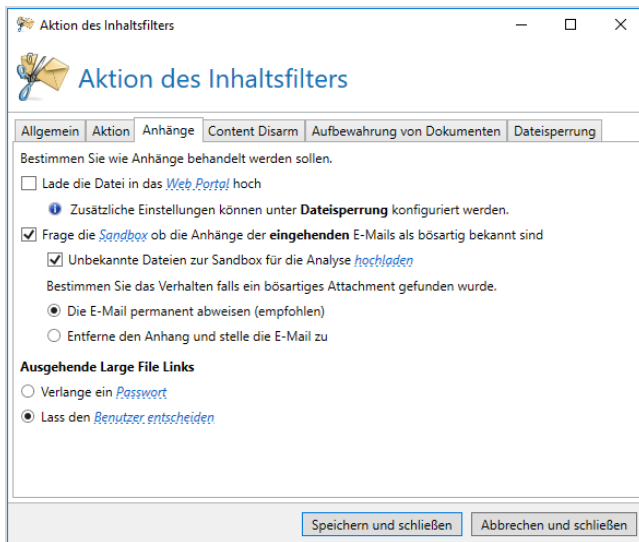 Aktion des Inhaltsfilters
Aktion des Inhaltsfilters
Allgemein Aktion Anhänge Content Disarm Aufbewahrung von Dokumenten Dateisperrung
Bestimmen Sie wie Anhänge behandelt werden sollen.
Lade die Datei in das Web Portal hoch
Zusätzliche Einstellungen können unter Dateisperrung konfiguriert werden.
Frage die Sandbox ob die Anhänge der eingehenden E-Mails als bösartig bekannt sind
Unbekannte Dateien zur Sandbox für die Analyse hochladen
Bestimmen Sie das Verhalten falls ein bösartiges Attachment gefunden wurde.
Die E-Mail permanent abweisen (empfohlen)
Entferne den Anhang und stelle die E-Mail zu
Ausgehende Large File Links
Verlange ein Passwort
Lass den Benutzer entscheiden
Speichern und schließen Abbrechen und schließen